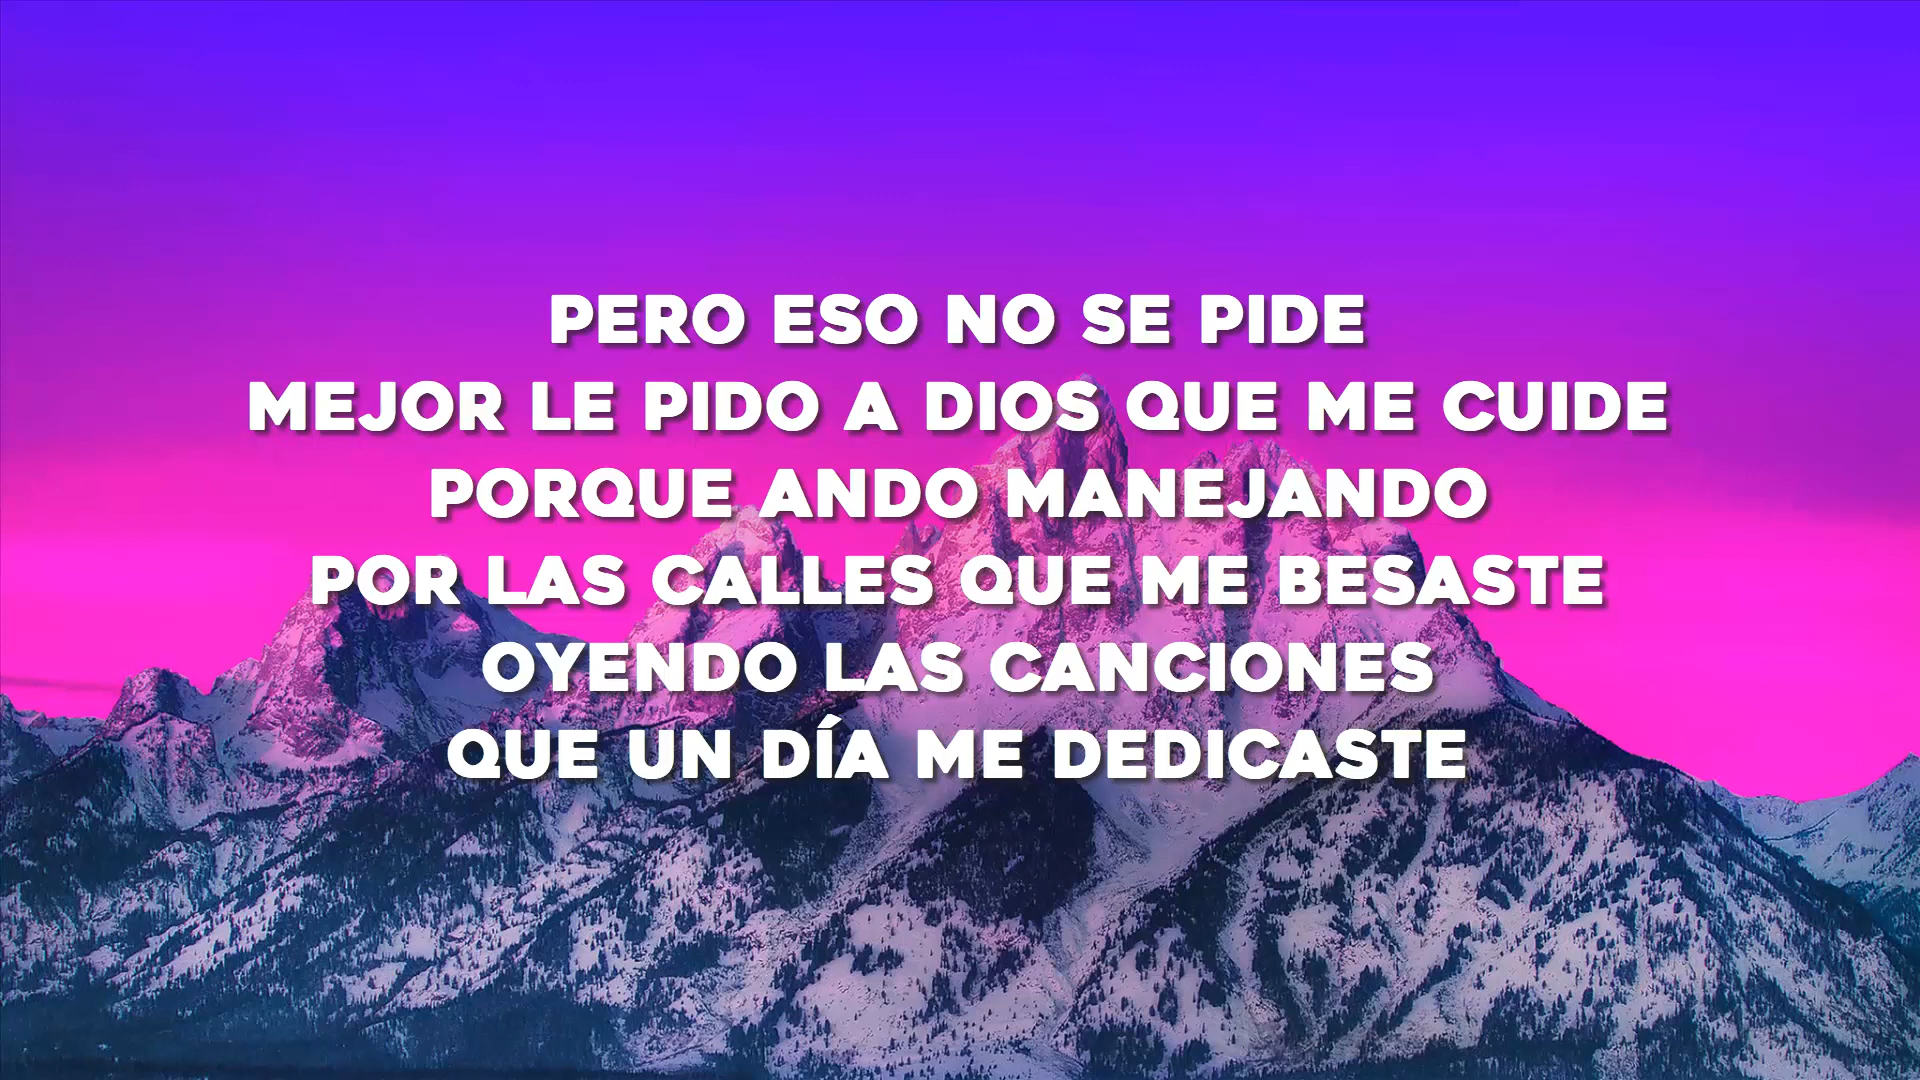 PERO ESO NO SE PIDE
MEJOR LE PIDO A DIOS QUE ME CUIDE
PORQUE ANDO MANEJANDO
POR LAS CALLES QUE ME BESASTE
OYENDO LAS CANCIONES
QUE UN DÍA ME DEDICASTE